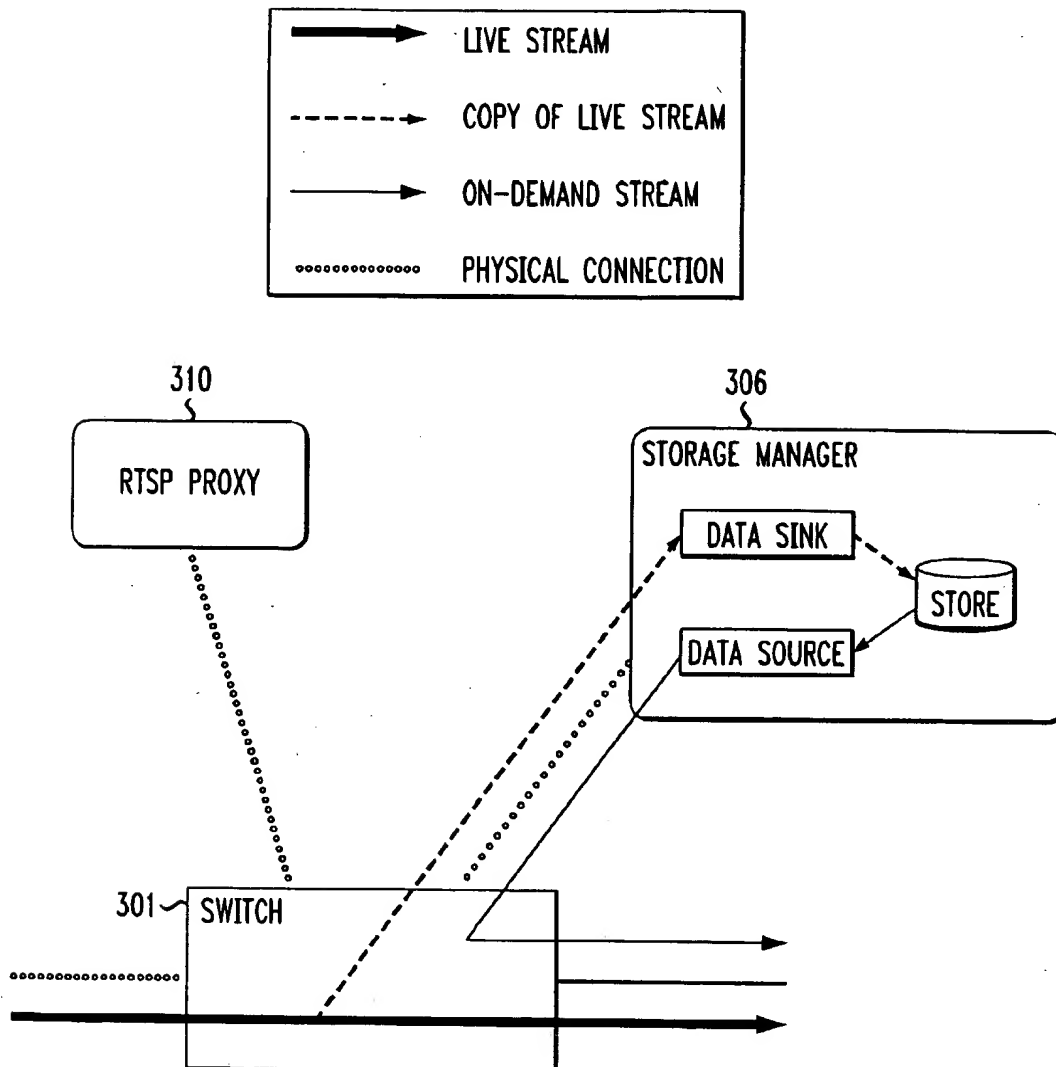 LIVE STREAM
COPY OF LIVE STREAM
ON-DEMAND STREAM
PHYSICAL CONNECTION
310
306
RTSP PROXY
STORAGE MANAGER
DATA SINK
STORE
DATA SOURCE
301
SWITCH